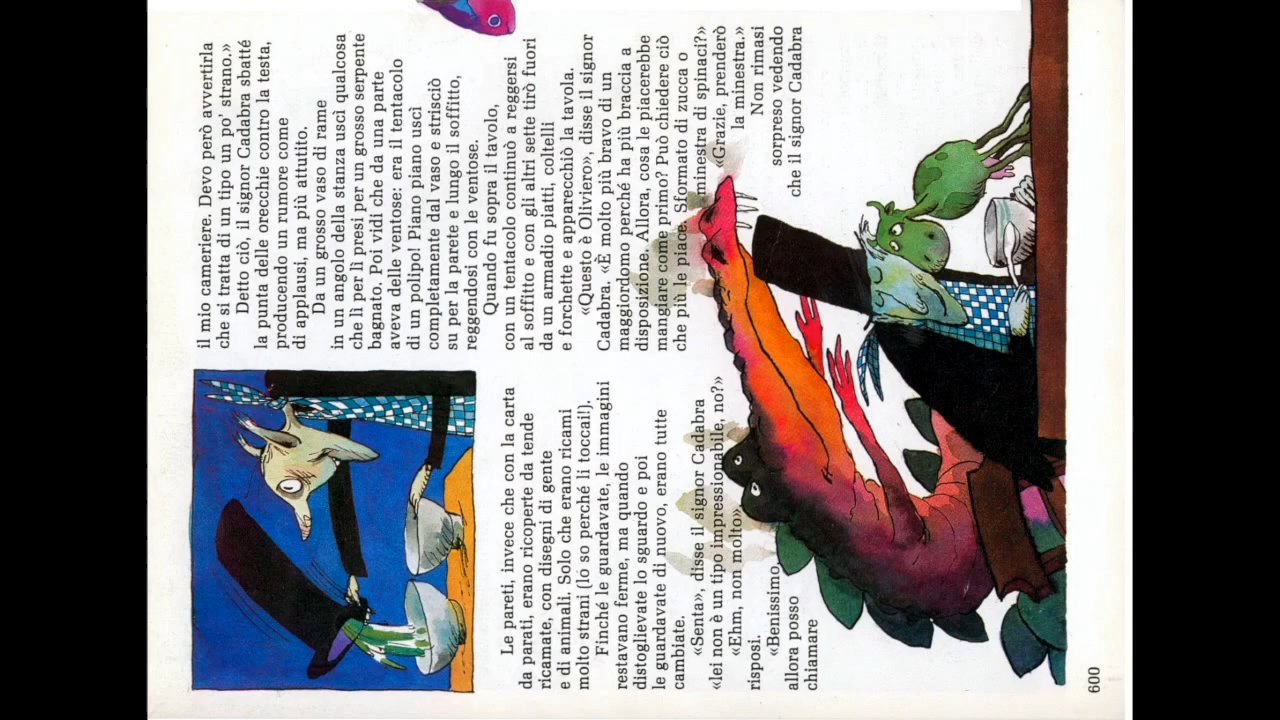 Le pareti, invece che con la carta
da parati, erano ricoperte da tende
ricamate, con disegni di gente
e di animali. Solo che erano ricami
molto strani (lo so perché li toccai!).
Finché le guardavate, le immagini
restavano ferme, ma quando
distoglievate lo sguardo e poi
le guardavate di nuovo, erano tutte
cambiate.
«Senta», disse il signor Cadabra
«lei non è un tipo impressionabile, no?»
«Ehm, non molto»,
risposi.
«Benissimo,
allora posso
chiamare
il mio cameriere. Devo però avvertirla
che si tratta di un tipo un po' strano.»
Detto ciò, il signor Cadabra sbatté
la punta delle orecchie contro la testa,
producendo un rumore come
di applausi, ma più attutito.
Da un grosso vaso di rame
in un angolo della stanza uscì qualcosa
che lì per lì presi per un grosso serpente
bagnato. Poi vidi che da una parte
aveva delle ventose: era il tentacolo
di un polipo! Piano piano uscì
completamente dal vaso e strisciò
su per la parete e lungo il soffitto,
reggendosi con le ventose.
Quando fu sopra il tavolo,
con un tentacolo continuò a reggersi
al soffitto e con gli altri sette tirò fuori
da un armadio piatti, coltelli
e forchette e apparecchiò la tavola.
«Questo è Oliviero», disse il signor
Cadabra. «È molto più bravo di un
maggiordomo perché ha più braccia a
disposizione. Allora, cosa le piacerebbe
mangiare come primo? Può chiedere ciò
che più le piace. Sformato di zucca o
minestra di spinaci?»
«Grazie, prenderò
la minestra.»
Non rimasi
sorpreso vedendo
che il signor Cadabra
600